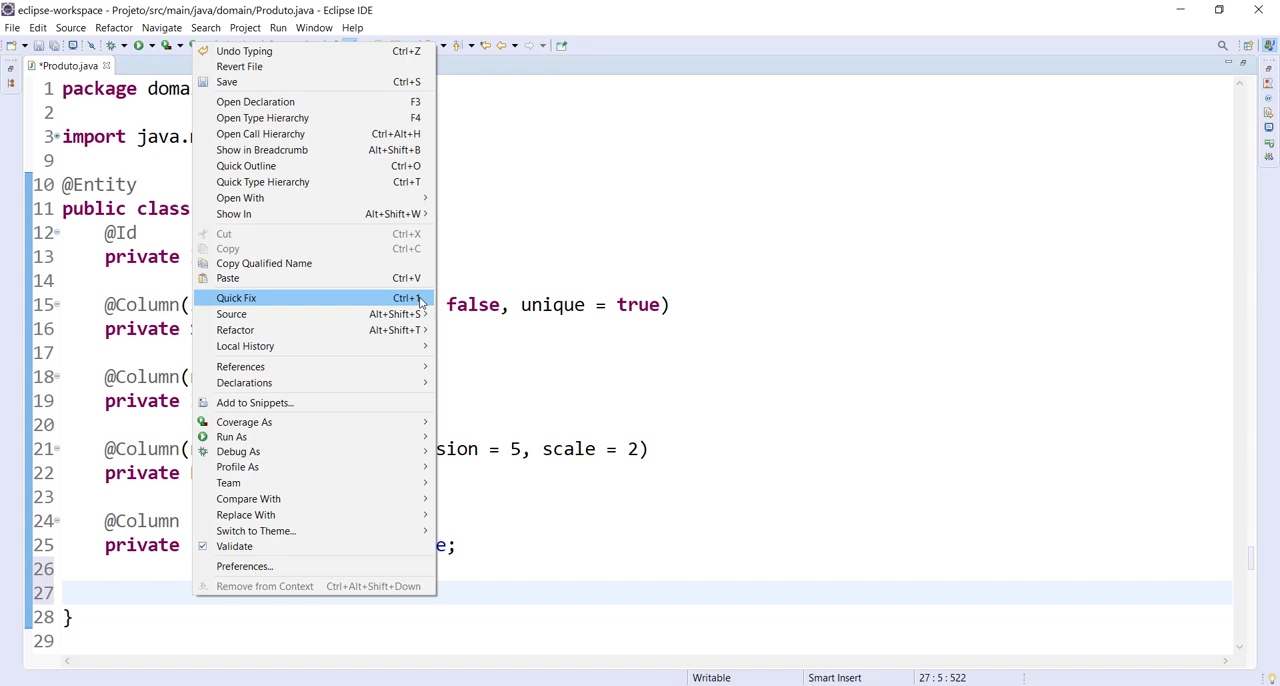 eclipse-workspace - Projeto/src/main/java/domain/Produto.java - Eclipse IDE
File Edit Source Refactor Navigate Search Project Run Window Help
*Produto.java
Undo Typing Ctrl+Z
Revert File
Save Ctrl+S
Open Declaration F3
Open Type Hierarchy F4
Open Call Hierarchy Ctrl+Alt+H
Show in Breadcrumb Alt+Shift+B
Quick Outline Ctrl+O
Quick Type Hierarchy Ctrl+T
Open With
Show In Alt+Shift+W
Cut Ctrl+X
Copy Ctrl+C
Copy Qualified Name
Paste Ctrl+V
Quick Fix Ctrl+1
Source Alt+Shift+S
Refactor Alt+Shift+T
Local History
References
Declarations
Add to Snippets...
Coverage As
Run As
Debug As
Profile As
Team
Compare With
Replace With
Switch to Theme...
Validate
Preferences...
Remove from Context Ctrl+Alt+Shift+Down
1 package doma
2
3 import java.
9
10 @Entity
11 public class
12 @Id
13 private
14
15 @Column( false, unique = true)
16 private
17
18 @Column(
19 private
20
21 @Column( sion = 5, scale = 2)
22 private
23
24 @Column
25 private e;
26
27
28 }
29
Writable Smart Insert 27 : 5 : 522